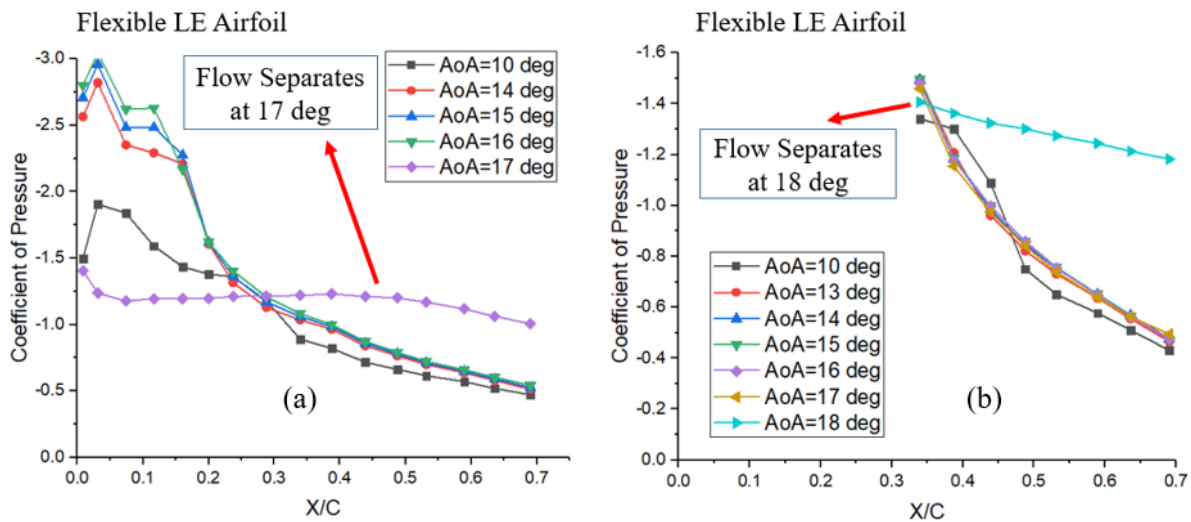 Flexible LE Airfoil
-3.0
-2.5
-2.0
-1.5
-1.0
-0.5
0.0
Coefficient of Pressure
0.0 0.1 0.2 0.3 0.4 0.5 0.6 0.7
X/C
Flow Separates
at 17 deg
AoA=10 deg
AoA=14 deg
AoA=15 deg
AoA=16 deg
AoA=17 deg
(a)
Flexible LE Airfoil
-1.6
-1.4
-1.2
-1.0
-0.8
-0.6
-0.4
-0.2
0.0
Coefficient of Pressure
0.0 0.1 0.2 0.3 0.4 0.5 0.6 0.7
X/C
Flow Separates
at 18 deg
AoA=10 deg
AoA=13 deg
AoA=14 deg
AoA=15 deg
AoA=16 deg
AoA=17 deg
AoA=18 deg
(b)